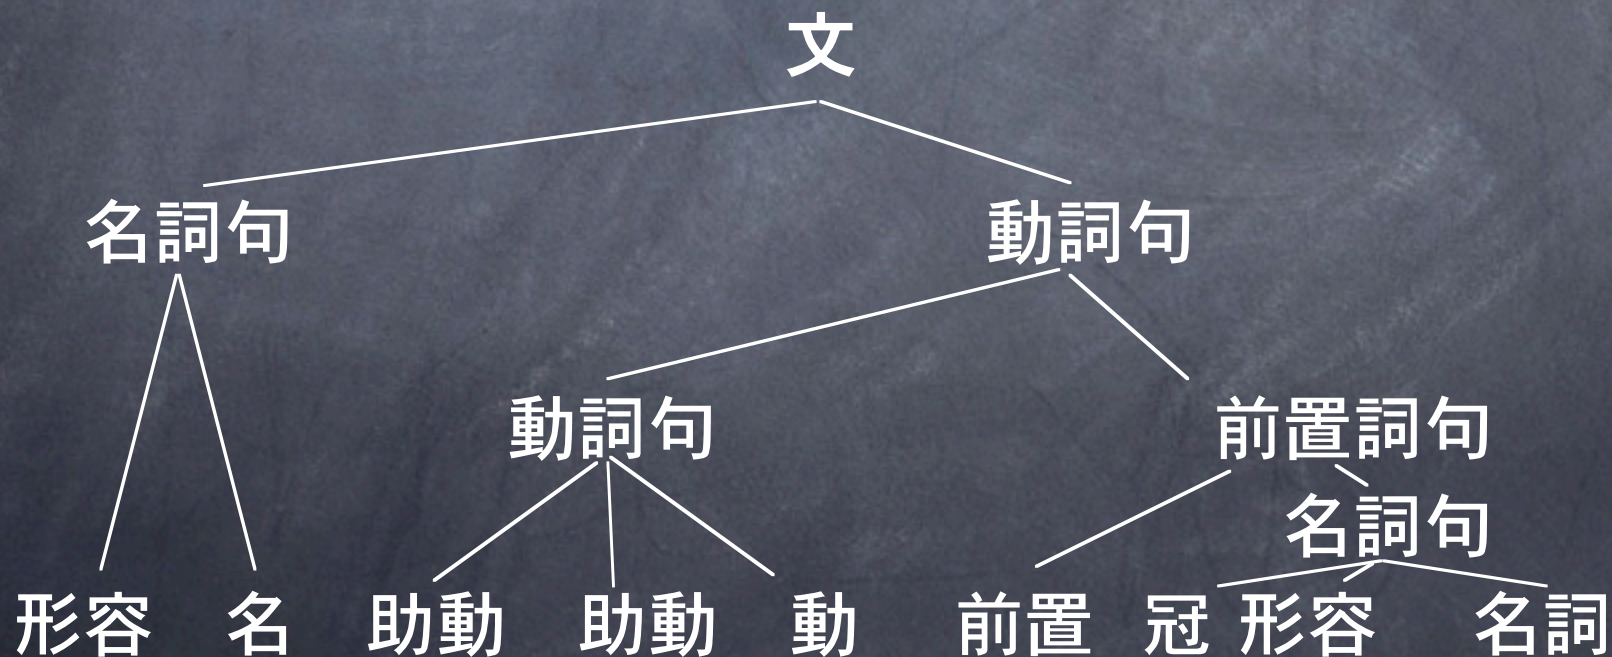 文
名詞句 動詞句
動詞句 前置詞句
名詞句
形容 名 助動 助動 動 前置 冠 形容 名詞